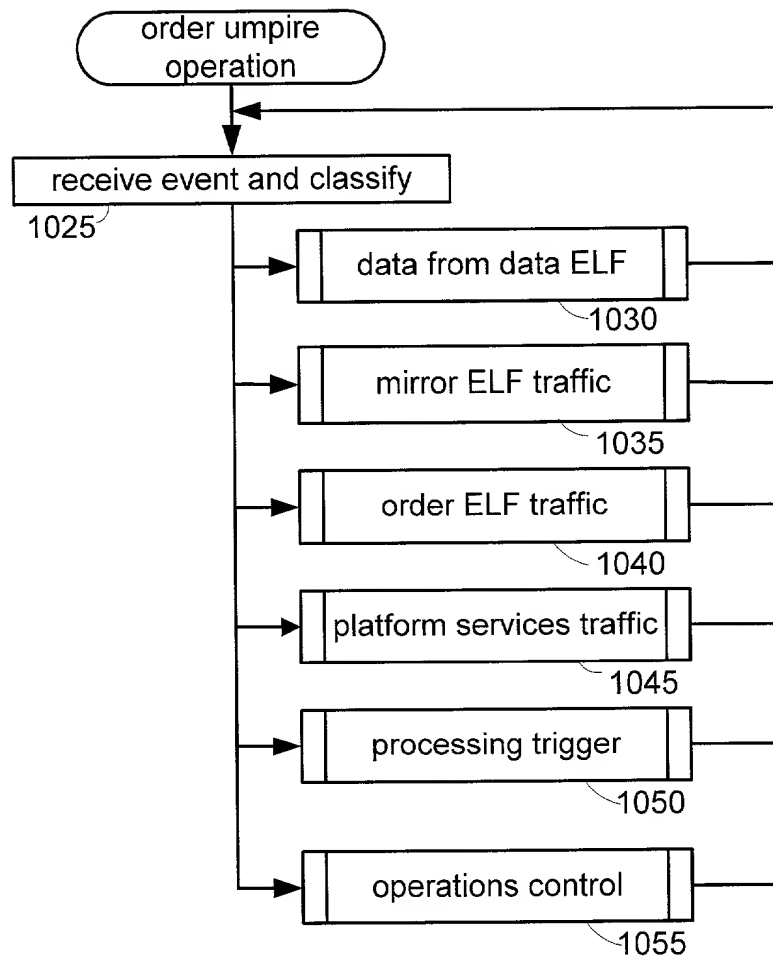 order umpire
operation
receive event and classify
1025
data from data ELF
1030
mirror ELF traffic
1035
order ELF traffic
1040
platform services traffic
1045
processing trigger
1050
operations control
1055